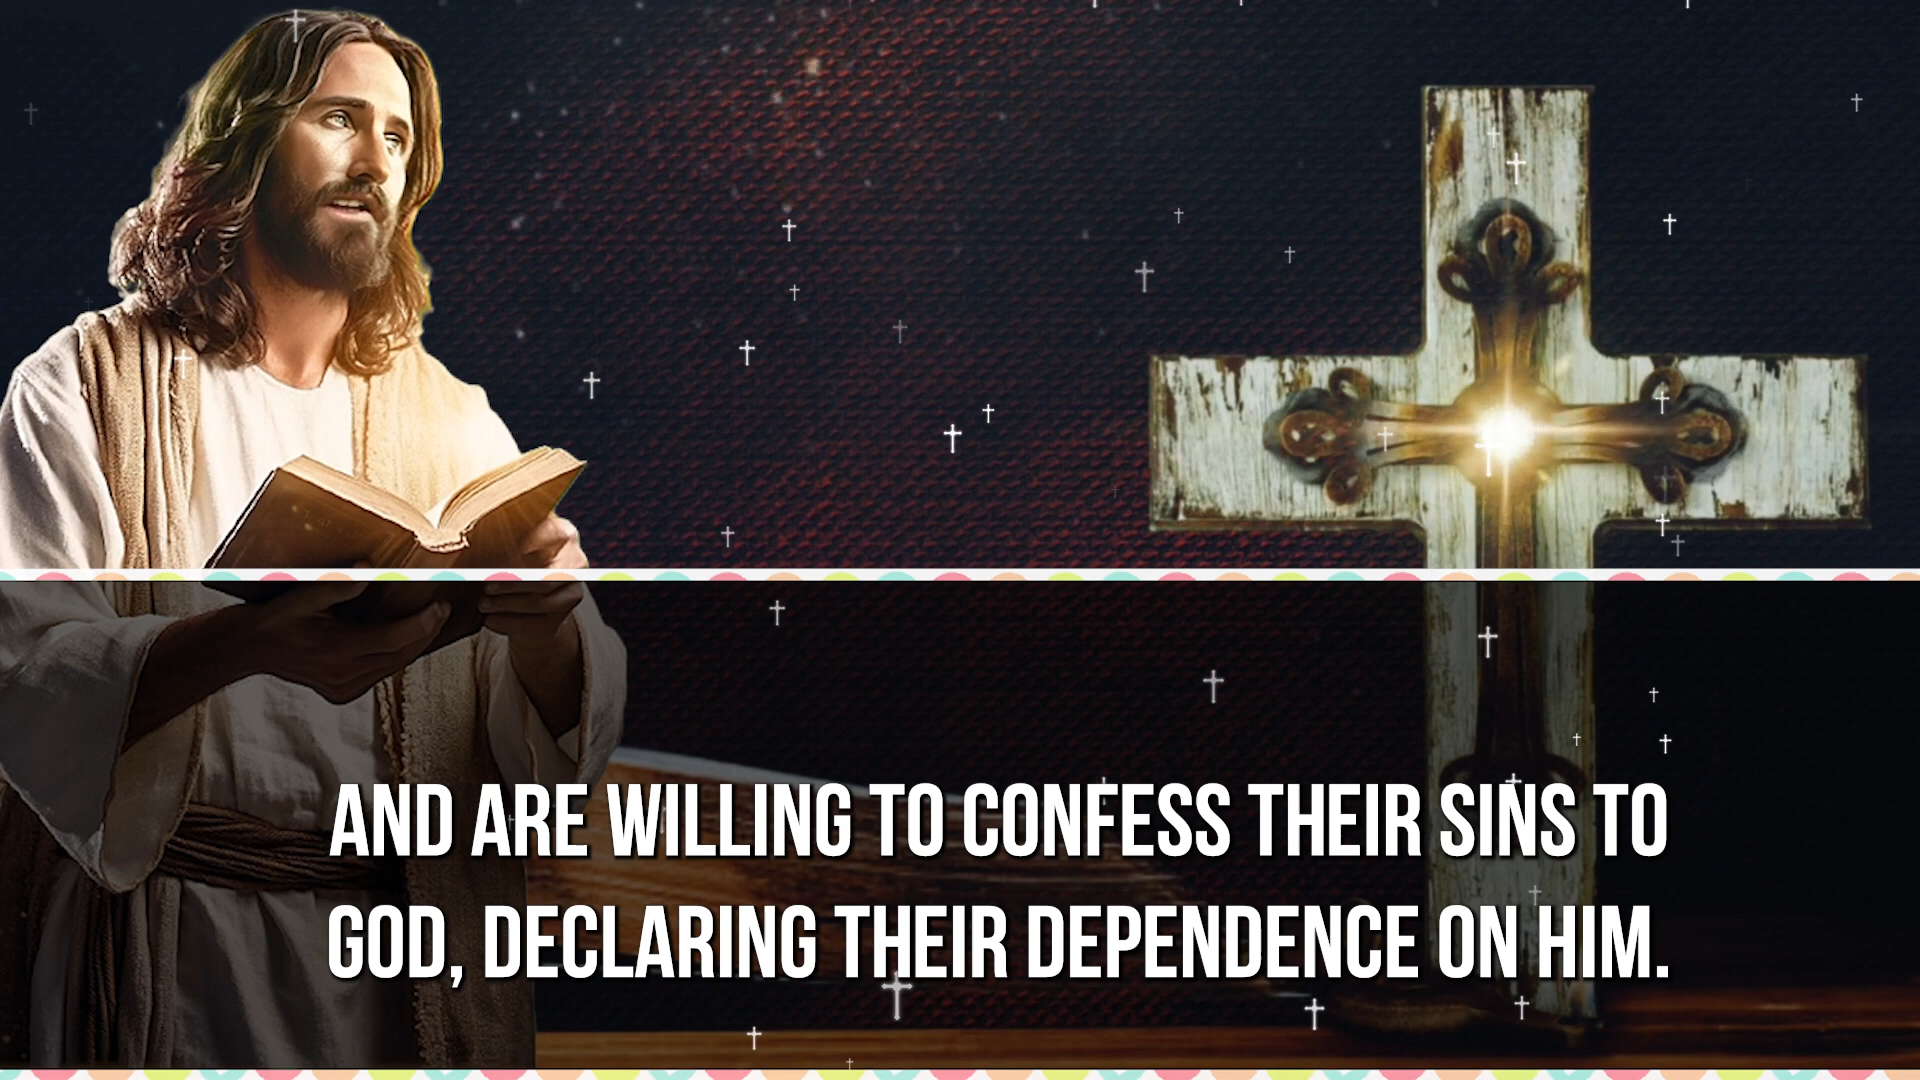 AND ARE WILLING TO CONFESS THEIR SINS TO
GOD, DECLARING THEIR DEPENDENCE ON HIM.